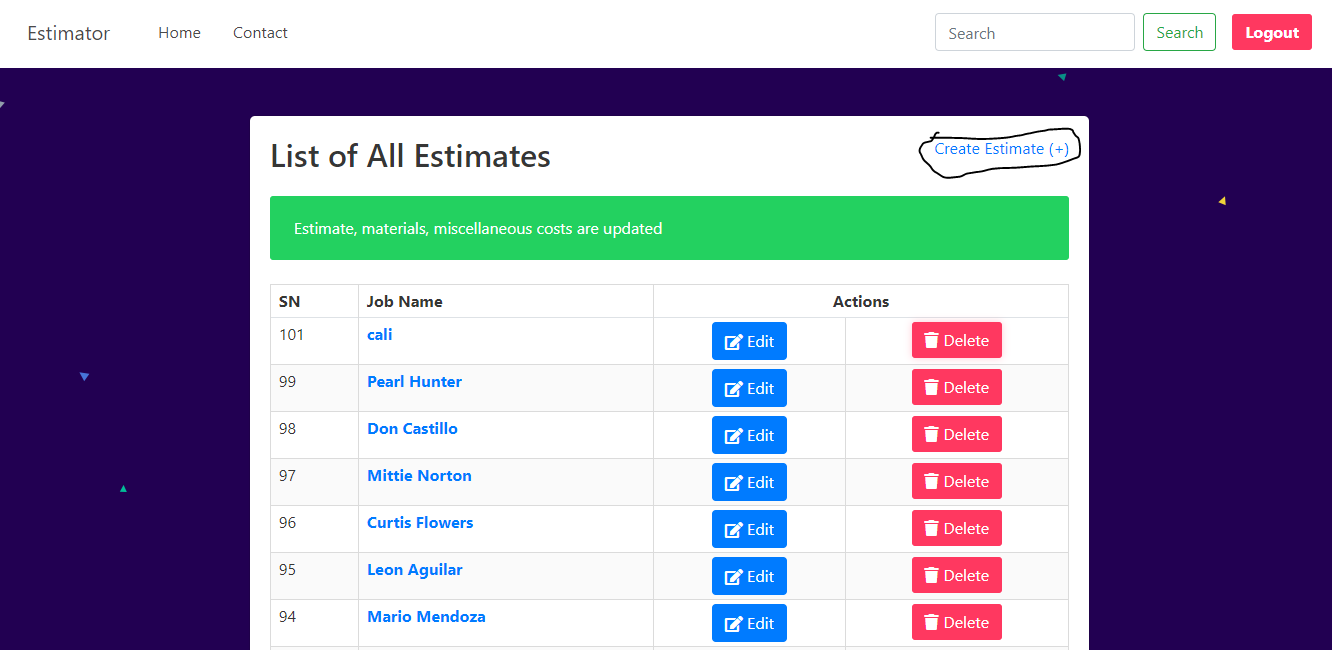 Estimator Home Contact Search Search Logout
List of All Estimates Create Estimate (+)
Estimate, materials, miscellaneous costs are updated
SN Job Name Actions
101 cali Edit Delete
99 Pearl Hunter Edit Delete
98 Don Castillo Edit Delete
97 Mittie Norton Edit Delete
96 Curtis Flowers Edit Delete
95 Leon Aguilar Edit Delete
94 Mario Mendoza Edit Delete